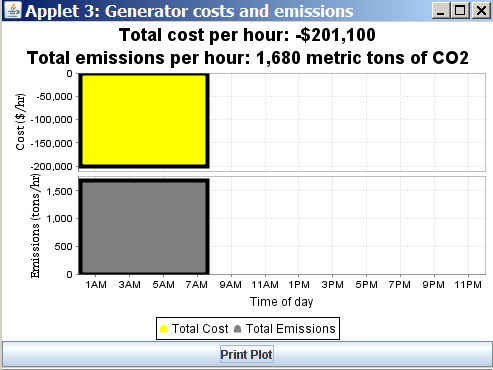 Applet 3: Generator costs and emissions
Total cost per hour: -$201,100
Total emissions per hour: 1,680 metric tons of CO2
Cost ($/hr)
0
-50,000
-100,000
-150,000
-200,000
Emissions (tons/hr)
1,500
1,000
500
0
1AM 3AM 5AM 7AM 9AM 11AM 1PM 3PM 5PM 7PM 9PM 11PM
Time of day
Total Cost Total Emissions
Print Plot